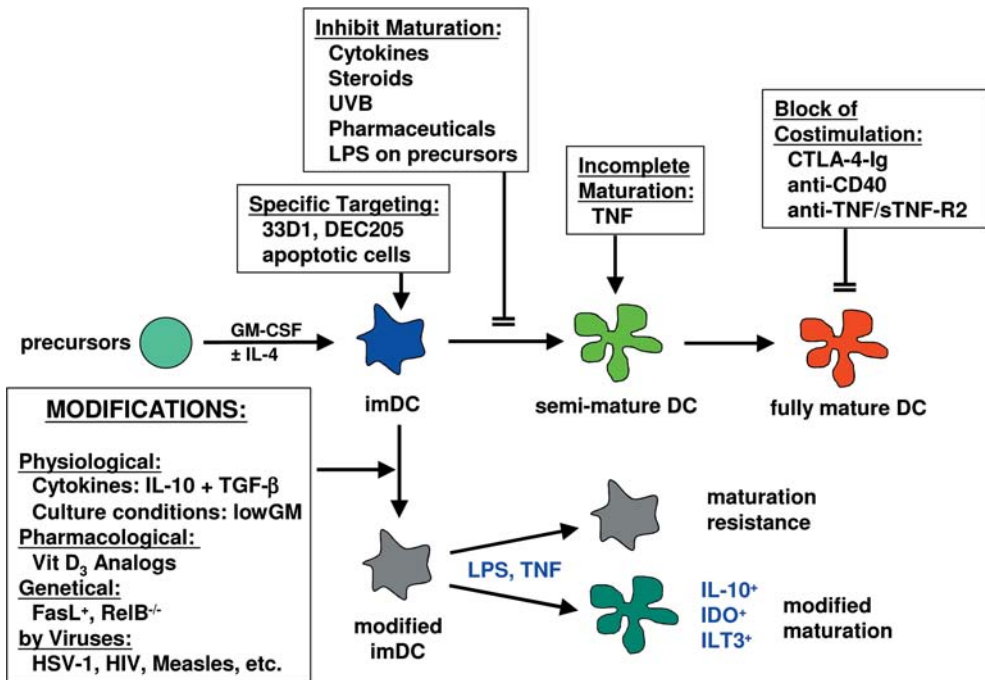 Inhibit Maturation:
Cytokines
Steroids
UVB
Pharmaceuticals
LPS on precursors
Block of
Costimulation:
CTLA-4-Ig
anti-CD40
anti-TNF/sTNF-R2
Incomplete
Maturation:
TNF
Specific Targeting:
33D1, DEC205
apoptotic cells
precursors
GM-CSF
± IL-4
imDC
semi-mature DC
fully mature DC
MODIFICATIONS:
Physiological:
Cytokines: IL-10 + TGF-β
Culture conditions: lowGM
Pharmacological:
Vit D₃ Analogs
Genetical:
FasL⁺, RelB⁻/⁻
by Viruses:
HSV-1, HIV, Measles, etc.
modified
imDC
LPS, TNF
maturation
resistance
IL-10⁺
IDO⁺
ILT3⁺
modified
maturation